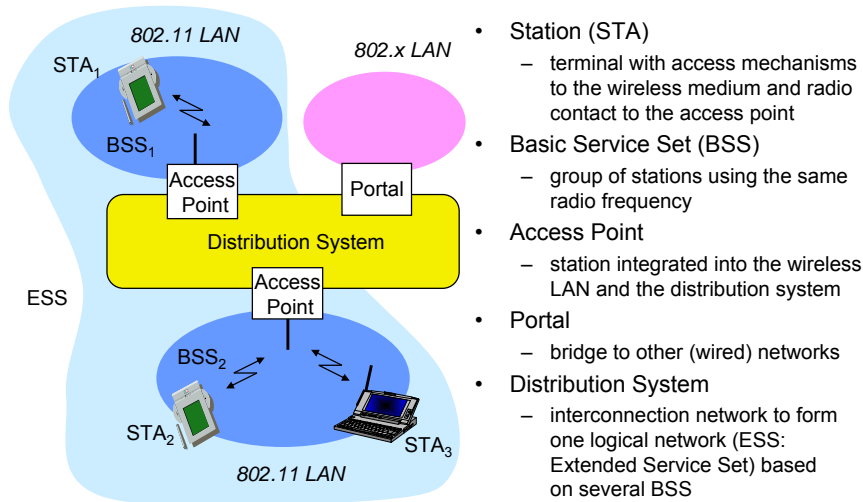 802.11 LAN
802.x LAN
STA1
BSS1
Access
Point
Portal
Distribution System
Access
Point
ESS
BSS2
STA2
STA3
802.11 LAN
• Station (STA)
– terminal with access mechanisms
to the wireless medium and radio
contact to the access point
• Basic Service Set (BSS)
– group of stations using the same
radio frequency
• Access Point
– station integrated into the wireless
LAN and the distribution system
• Portal
– bridge to other (wired) networks
• Distribution System
– interconnection network to form
one logical network (ESS:
Extended Service Set) based
on several BSS